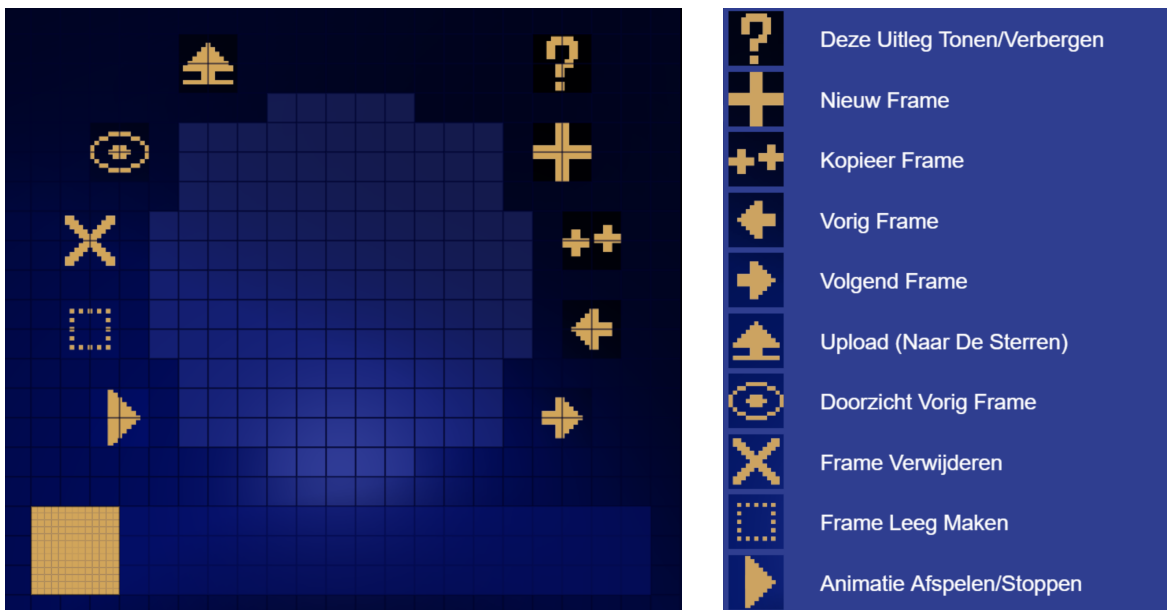 ?
Deze Uitleg Tonen/Verbergen
Nieuw Frame
Kopieer Frame
Vorig Frame
Volgend Frame
Upload (Naar De Sterren)
Doorzicht Vorig Frame
Frame Verwijderen
Frame Leeg Maken
Animatie Afspelen/Stoppen